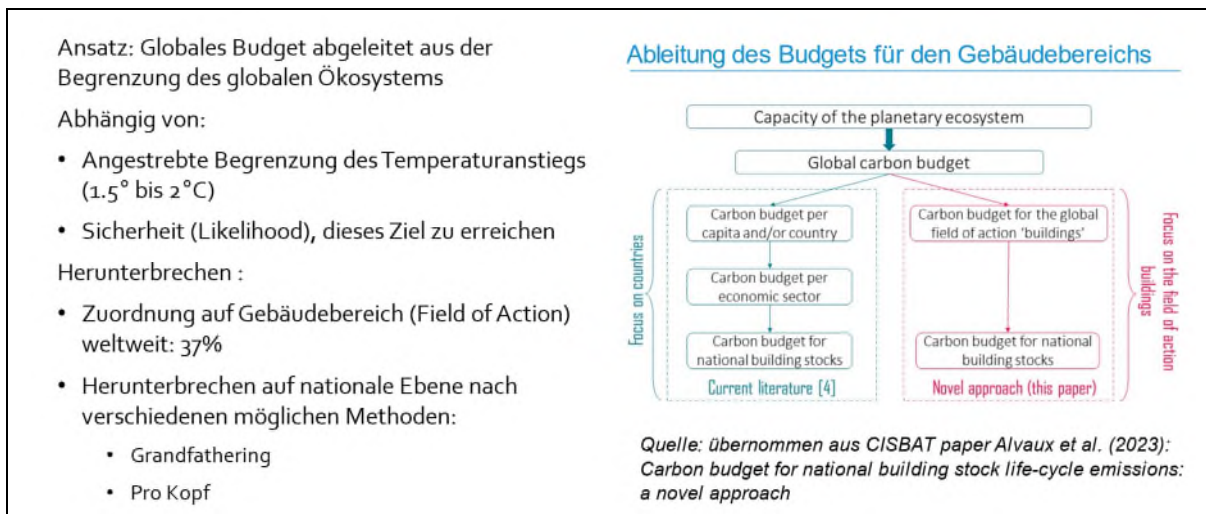 Ansatz: Globales Budget abgeleitet aus der
Begrenzung des globalen Ökosystems
Abhängig von:
• Angestrebte Begrenzung des Temperaturanstiegs
(1.5° bis 2°C)
• Sicherheit (Likelihood), dieses Ziel zu erreichen
Herunterbrechen :
• Zuordnung auf Gebäudebereich (Field of Action)
weltweit: 37%
• Herunterbrechen auf nationale Ebene nach
verschiedenen möglichen Methoden:
• Grandfathering
• Pro Kopf
Ableitung des Budgets für den Gebäudebereichs
Capacity of the planetary ecosystem
Global carbon budget
Focus on countries
Carbon budget per
capita and/or country
Carbon budget per
economic sector
Carbon budget for
national building stocks
Current literature [4]
Carbon budget for the global
field of action 'buildings'
Carbon budget for national
building stocks
Novel approach (this paper)
Focus on the field of action
buildings
Quelle: übernommen aus CISBAT paper Alvaux et al. (2023):
Carbon budget for national building stock life-cycle emissions:
a novel approach